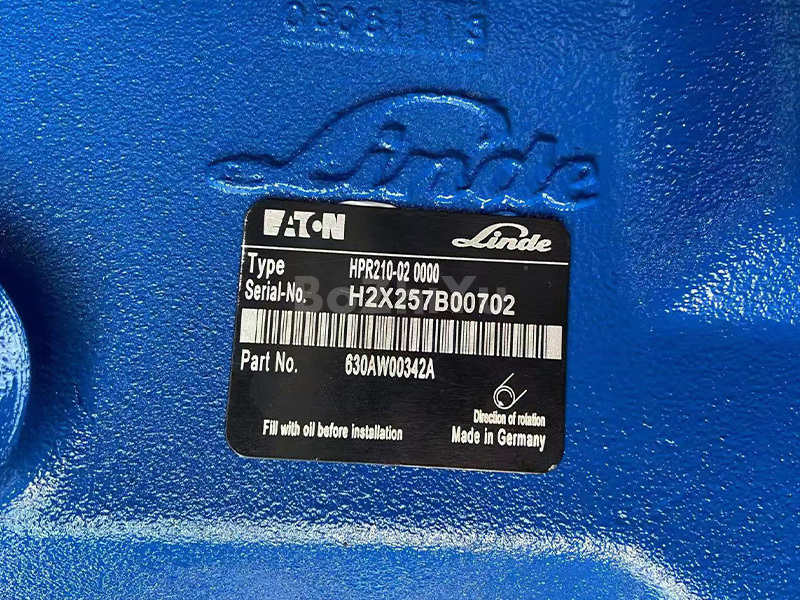 Linde
EATON Linde
Type HPR210-02 0000
Serial-No. H2X257B00702
Part No. 630AW00342A
Direction of rotation
Fill with oil before installation Made in Germany